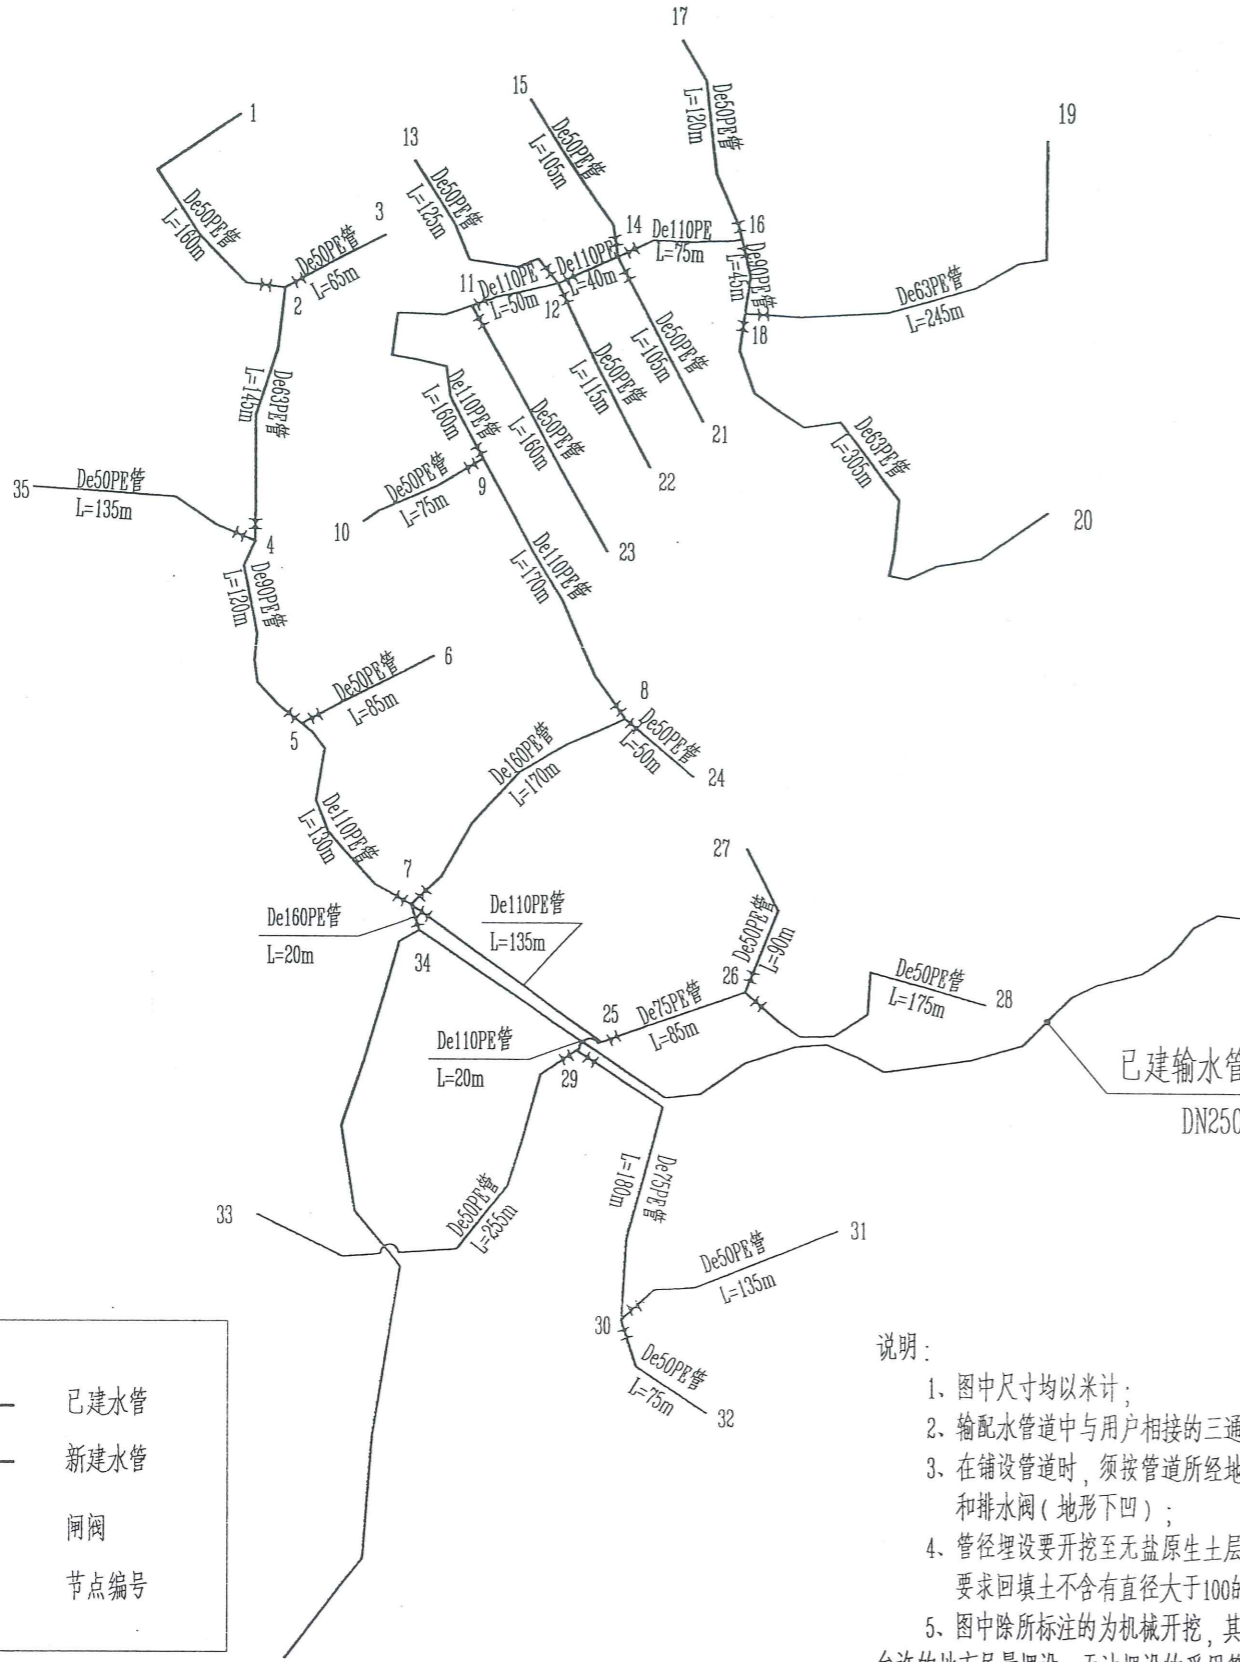 17
15
De50PE管
L=120m
1
13
De50PE管
L=105m
19
De50PE管
L=125m
3
De50PE管
L=160m
De50PE管
L=65m
2
14
De110PE
L=75m
16
De110PE
L=40m
De110PE
L=50m
11
12
De90PE管
L=45m
18
De63PE管
L=245m
De63PE管
L=145m
De110PE管
L=160m
De50PE管
L=160m
De50PE管
L=115m
De50PE管
L=105m
21
22
23
De63PE管
L=305m
20
35
De50PE管
L=135m
4
De50PE管
L=75m
9
10
De110PE管
L=170m
De90PE管
L=120m
De50PE管
L=85m
6
5
8
De50PE管
L=50m
24
De160PE管
L=170m
De110PE管
L=130m
7
27
De160PE管
L=20m
34
De110PE管
L=135m
De50PE管
L=90m
26
25
De75PE管
L=85m
De50PE管
L=175m
28
De110PE管
L=20m
29
已建输水管
DN250
De75PE管
L=180m
33
De50PE管
L=255m
De50PE管
L=135m
31
30
De50PE管
L=75m
32
已建水管
新建水管
闸阀
节点编号
说明:
1、图中尺寸均以米计;
2、输配水管道中与用户相接的三通
3、在铺设管道时,须按管道所经地
和排水阀(地形下凹);
4、管径埋设要开挖至无盐原生土层
要求回填土不含有直径大于100的
5、图中除所标注的为机械开挖,其